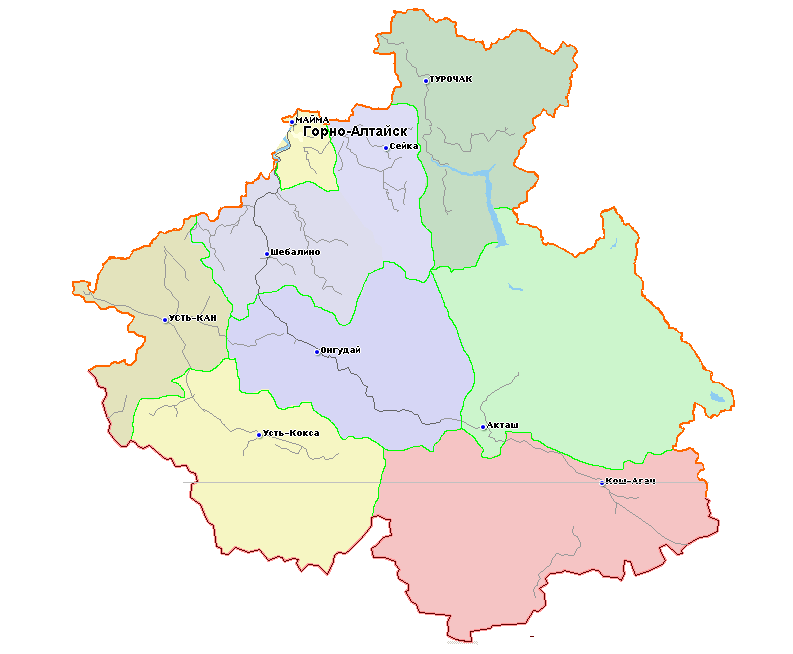 ТУРОЧАК
МАЙМА
Горно-Алтайск
Сейка
Шебалино
УСТЬ-КАН
Онгудай
Акташ
Усть-Кокса
Кош-Агач